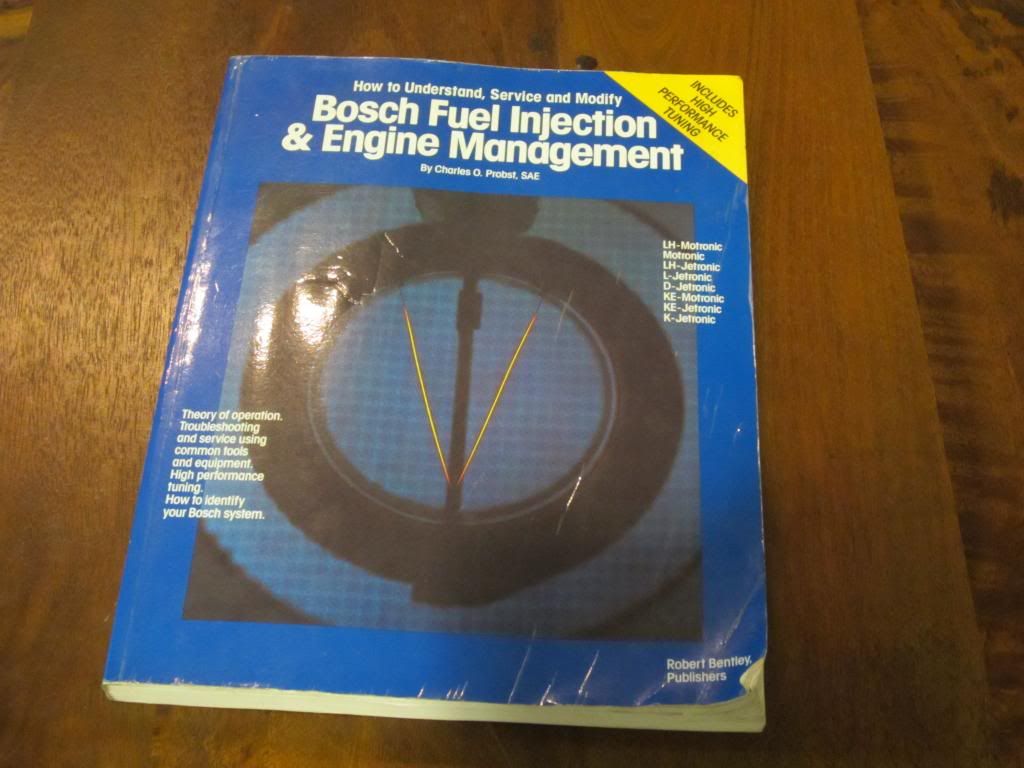 How to Understand, Service and Modify
Bosch Fuel Injection
& Engine Management
By Charles O. Probst, SAE
INCLUDES
HIGH
PERFORMANCE
TUNING
LH-Motronic
Motronic
LH-Jetronic
L-Jetronic
D-Jetronic
KE-Motronic
KE-Jetronic
K-Jetronic
Theory of operation.
Troubleshooting
and service using
common tools
and equipment.
High performance
tuning.
How to identify
your Bosch system.
Robert Bentley,
Publishers